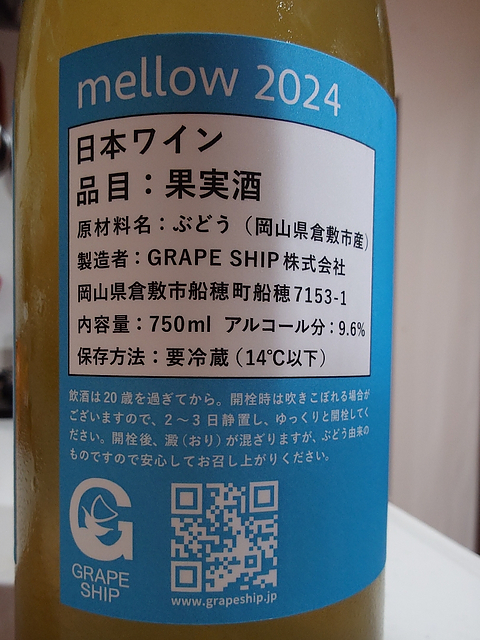 mellow 2024
日本ワイン
品目：果実酒
原材料名：ぶどう（岡山県倉敷市産）
製造者：GRAPE SHIP株式会社
岡山県倉敷市船穂町船穂7153-1
内容量：750ml アルコール分：9.6%
保存方法：要冷蔵（14℃以下）
飲酒は20歳を過ぎてから。開栓時は吹きこぼれる場合が
ございますので、2〜3日静置し、ゆっくりと開栓してく
ださい。開栓後、澱（おり）が混ざりますが、ぶどう由来の
ものですので安心してお召し上がりください。
G
GRAPE
SHIP
www.grapeship.jp